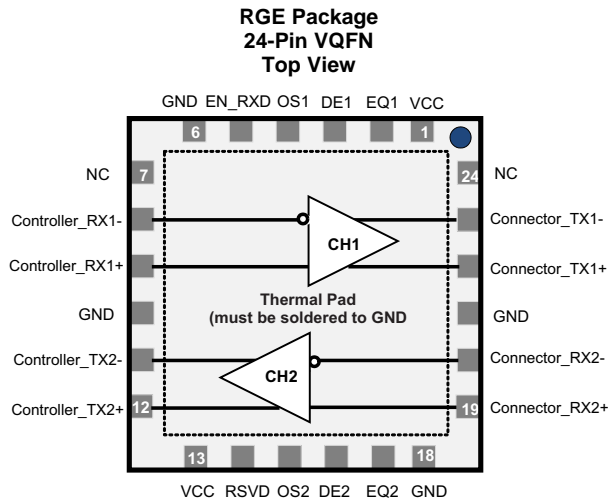 RGE Package
24-Pin VQFN
Top View
GND EN_RXD OS1 DE1 EQ1 VCC
6 1
NC 7 24 NC
Controller_RX1- Connector_TX1-
CH1
Controller_RX1+ Connector_TX1+
Thermal Pad
GND (must be soldered to GND GND
Controller_TX2- Connector_RX2-
CH2
Controller_TX2+ 12 19 Connector_RX2+
13 18
VCC RSVD OS2 DE2 EQ2 GND